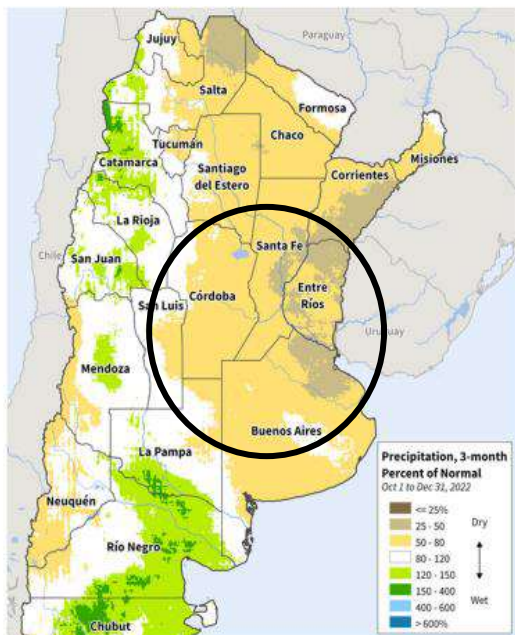 Paraguay
Jujuy
Salta
Formosa
Chaco
Tucumán
Misiones
Catamarca
Santiago
del Estero
Corrientes
La Rioja
Santa Fe
Chile
San Juan
Córdoba
Entre
Ríos
San Luis
Uruguay
Mendoza
Buenos Aires
La Pampa
Neuquén
Río Negro
Chubut
Precipitation, 3-month
Percent of Normal
Oct 1 to Dec 31, 2022
<= 25%
25 - 50
50 - 80
80 - 120
120 - 150
150 - 400
400 - 600
> 600%
Dry
Wet